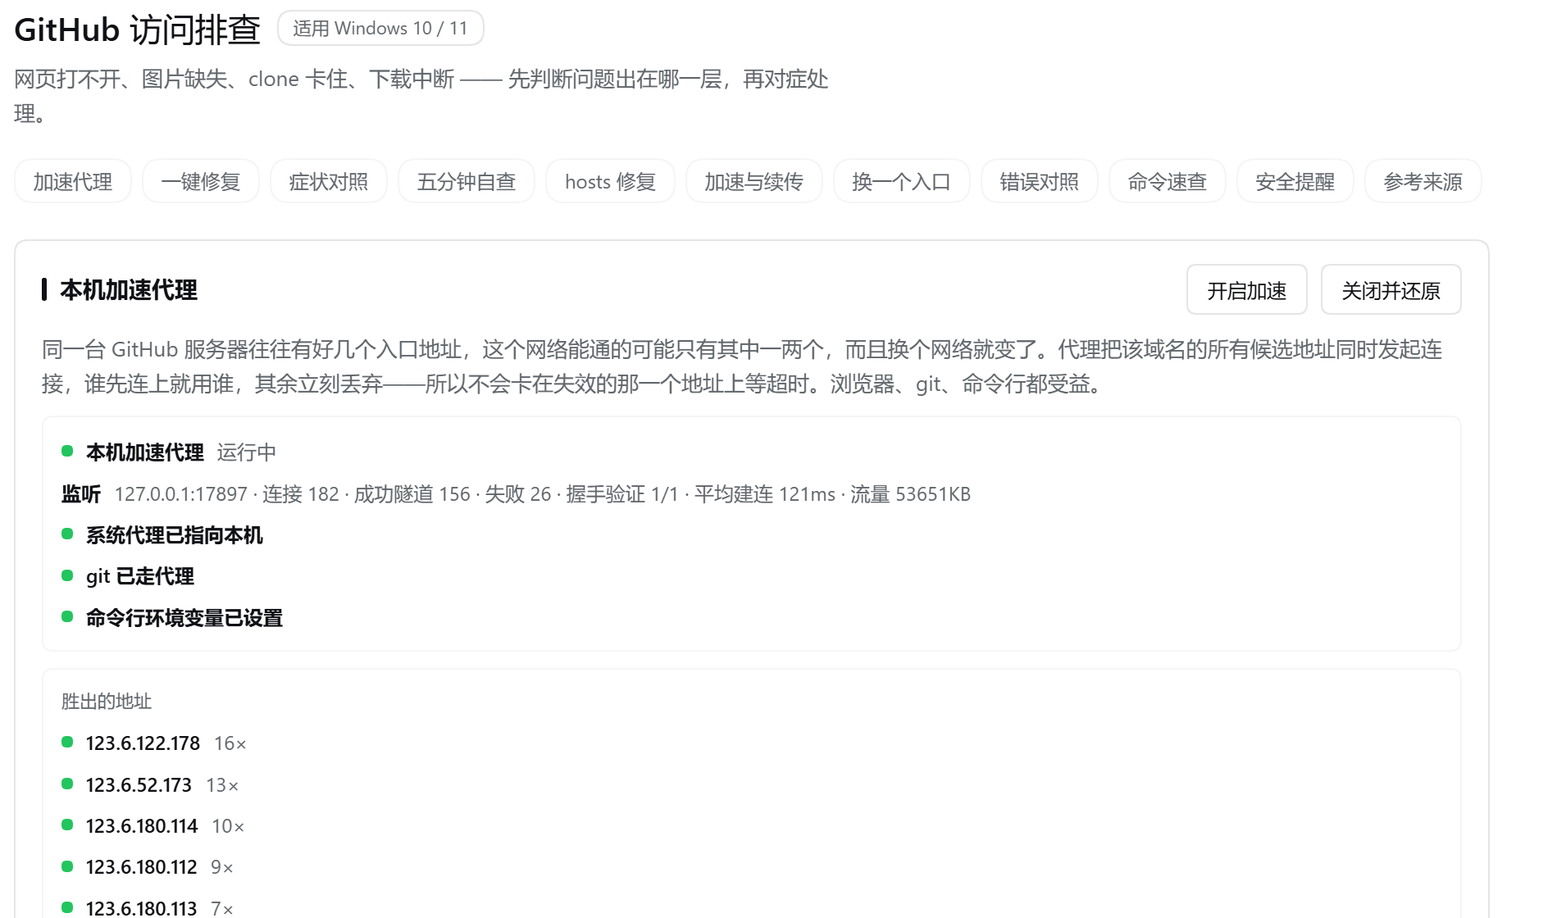 GitHub 访问排查 适用 Windows 10 / 11
网页打不开、图片缺失、clone 卡住、下载中断 —— 先判断问题出在哪一层，再对症处
理。
加速代理 一键修复 症状对照 五分钟自查 hosts 修复 加速与续传 换一个入口 错误对照 命令速查 安全提醒 参考来源
本机加速代理 开启加速 关闭并还原
同一台 GitHub 服务器往往有好几个入口地址，这个网络能通的可能只有其中一两个，而且换个网络就变了。代理把该域名的所有候选地址同时发起连
接，谁先连上就用谁，其余立刻丢弃——所以不会卡在失效的那一个地址上等超时。浏览器、git、命令行都受益。
本机加速代理 运行中
监听 127.0.0.1:17897 · 连接 182 · 成功隧道 156 · 失败 26 · 握手验证 1/1 · 平均建连 121ms · 流量 53651KB
系统代理已指向本机
git 已走代理
命令行环境变量已设置
胜出的地址
123.6.122.178 16×
123.6.52.173 13×
123.6.180.114 10×
123.6.180.112 9×
123.6.180.113 7×